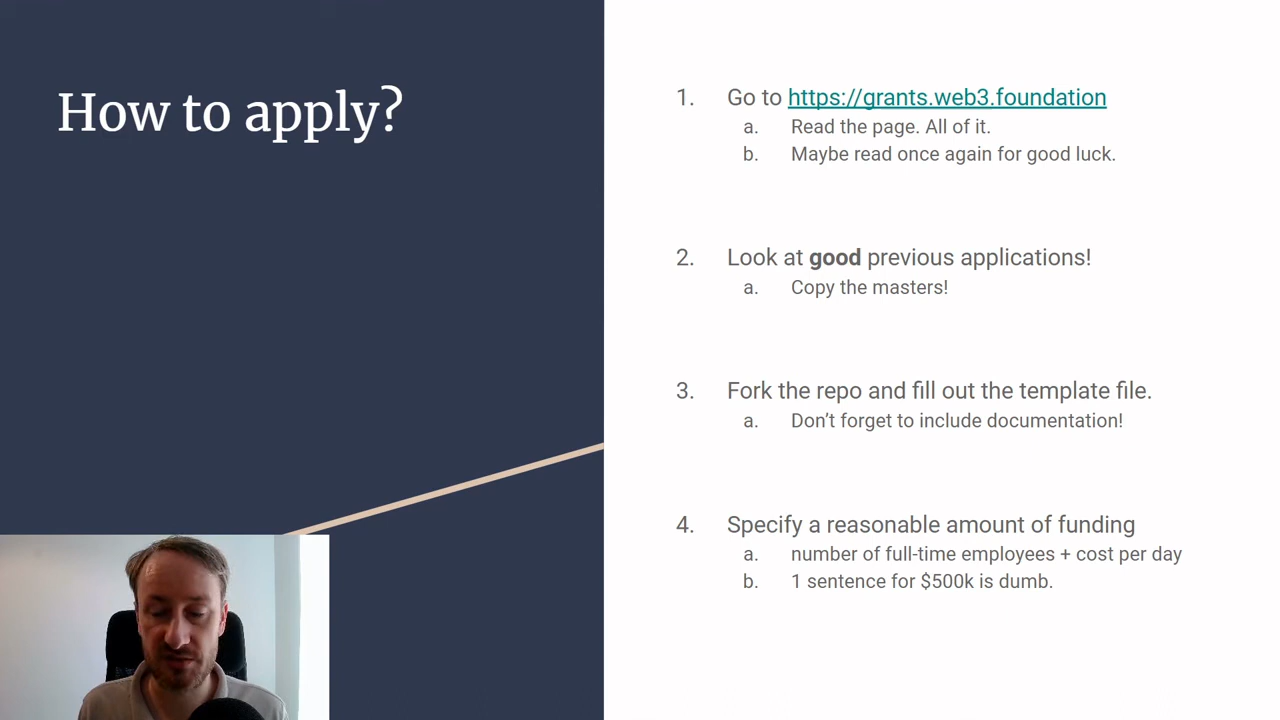 How to apply?
1. Go to https://grants.web3.foundation
a. Read the page. All of it.
b. Maybe read once again for good luck.
2. Look at good previous applications!
a. Copy the masters!
3. Fork the repo and fill out the template file.
a. Don’t forget to include documentation!
4. Specify a reasonable amount of funding
a. number of full-time employees + cost per day
b. 1 sentence for $500k is dumb.